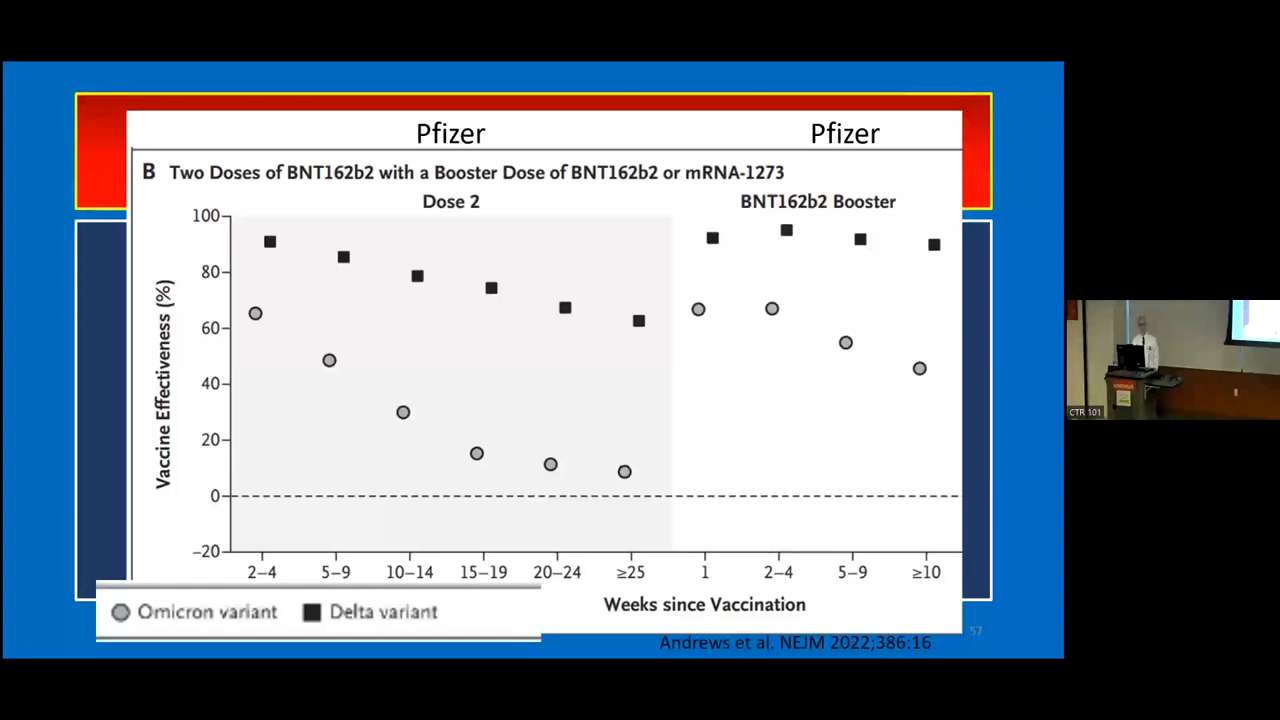 Pfizer Pfizer
B Two Doses of BNT162b2 with a Booster Dose of BNT162b2 or mRNA-1273
Dose 2 BNT162b2 Booster
Vaccine Effectiveness (%)
100
80
60
40
20
0
–20
2–4 5–9 10–14 15–19 20–24 ≥25 1 2–4 5–9 ≥10
Weeks since Vaccination
Omicron variant Delta variant
57
Andrews et al. NEJM 2022;386:16
CTR 101